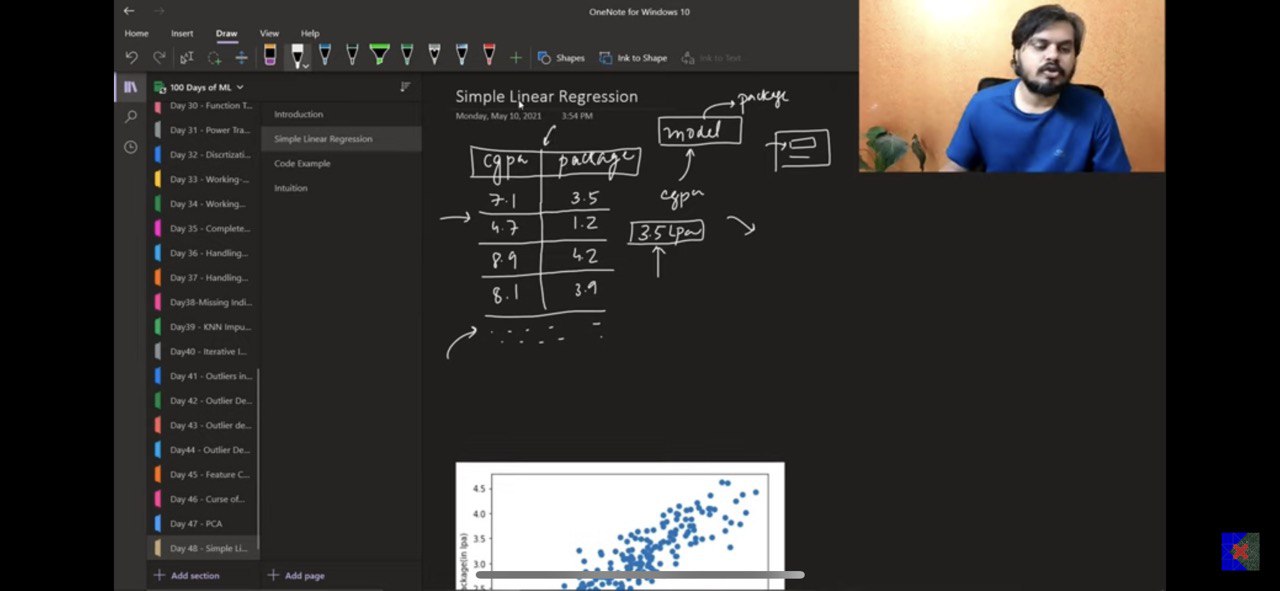 OneNote for Windows 10
Home Insert Draw View Help
Shapes Ink to Shape Ink to Text
100 Days of ML
Day 30 - Function T...
Day 31 - Power Tra...
Day 32 - Discrtizati...
Day 33 - Working-...
Day 34 - Working...
Day 35 - Complete...
Day 36 - Handling...
Day 37 - Handling...
Day38-Missing Indi...
Day39 - KNN Impu...
Day40 - Iterative I...
Day 41 - Outliers in...
Day 42 - Outlier De...
Day 43 - Outlier de...
Day44 - Outlier De...
Day 45 - Feature C...
Day 46 - Curse of...
Day 47 - PCA
Day 48 - Simple Li...
Add section
Introduction
Simple Linear Regression
Code Example
Intuition
Add page
Simple Linear Regression
Monday, May 10, 2021 3:54 PM
cgpa package
7.1 3.5
4.7 1.2
8.9 4.2
8.1 3.9
package
model
cgpa
3.5 lpa
4.5
4.0
3.5
3.0
2.5